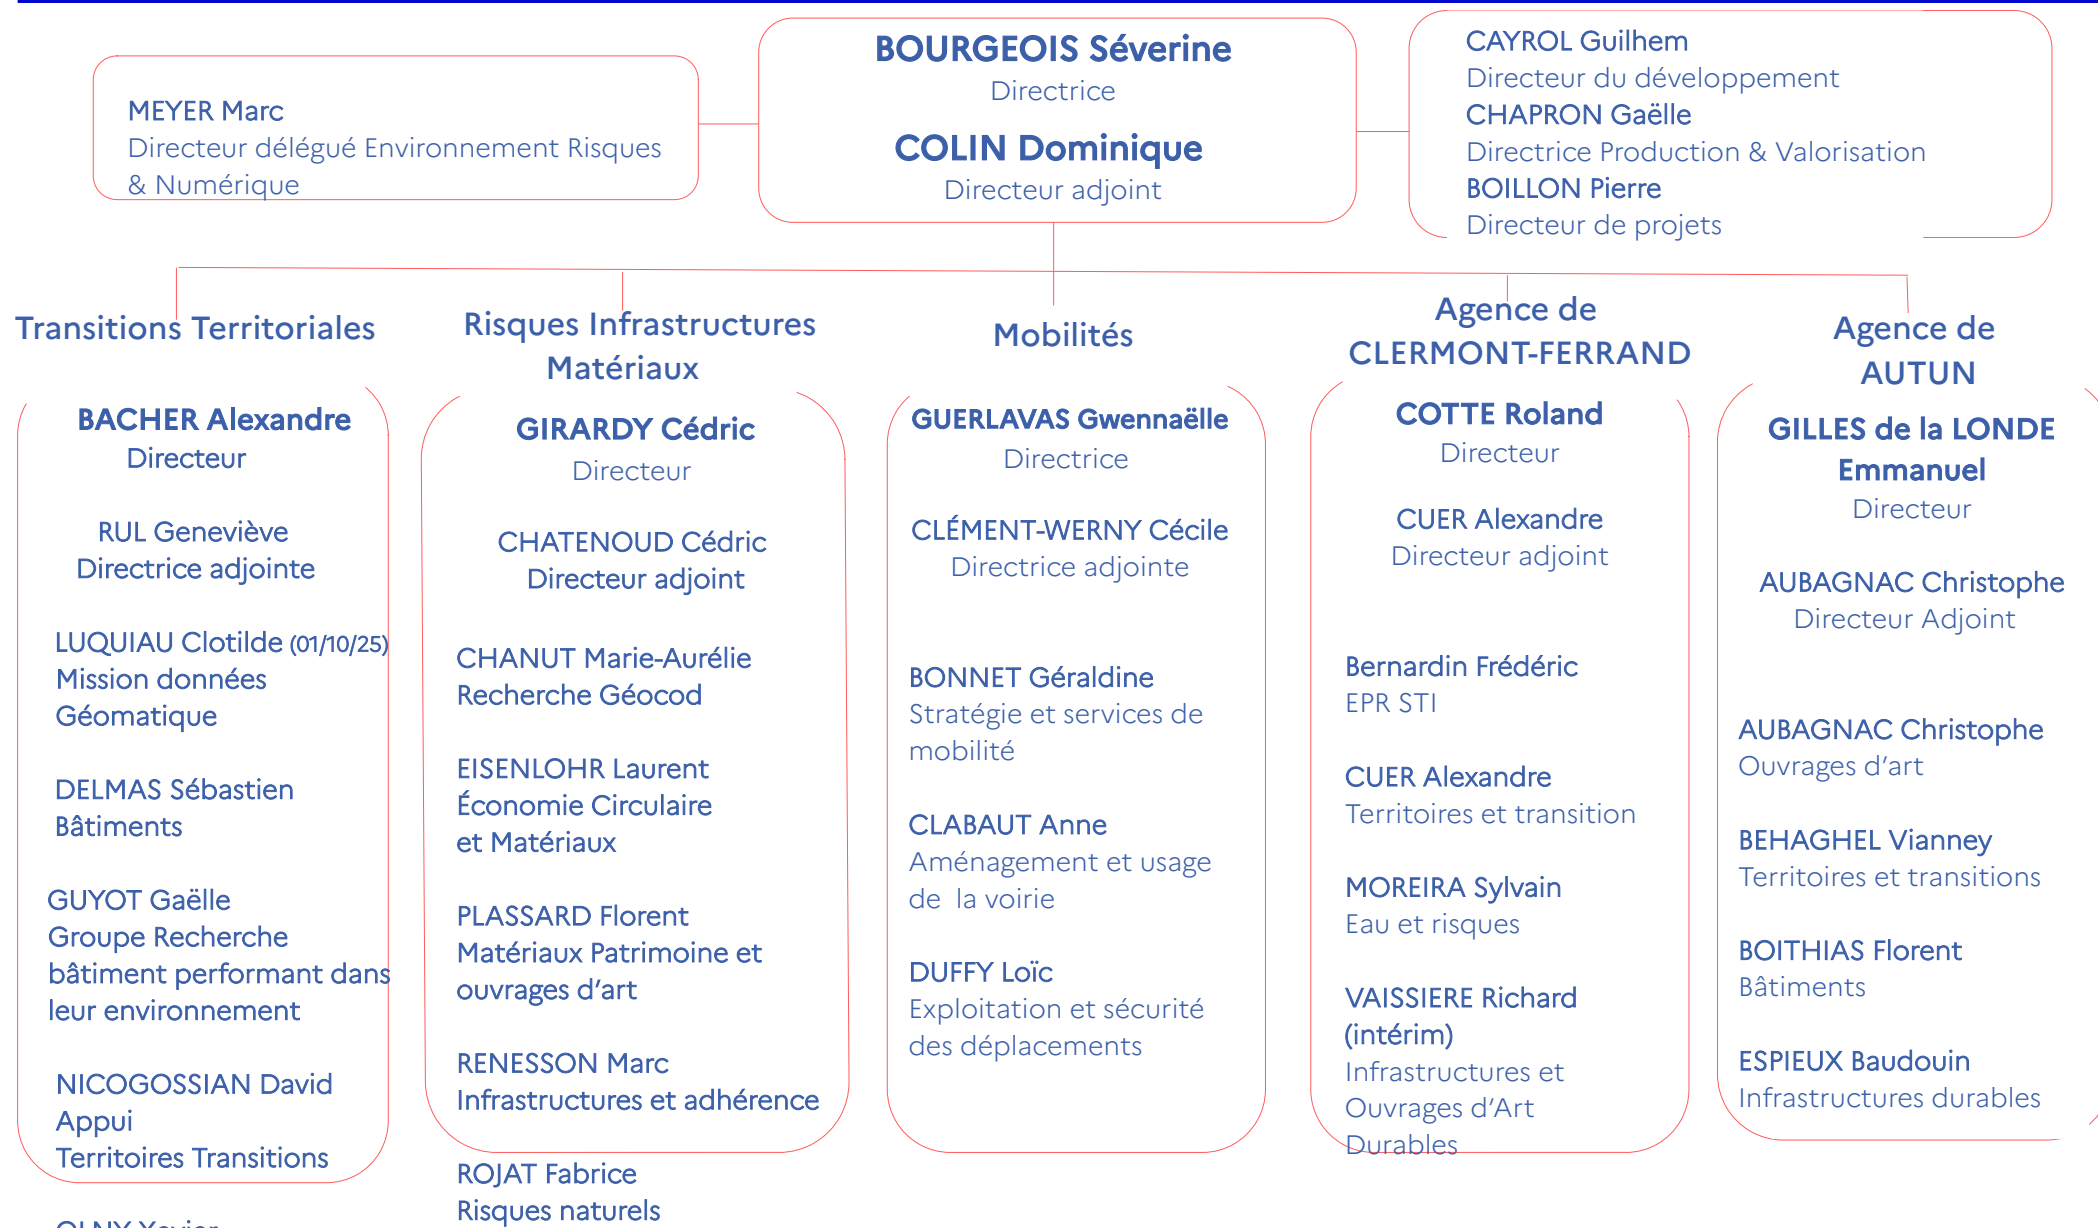 MEYER Marc
Directeur délégué Environnement Risques
& Numérique
BOURGEOIS Séverine
Directrice
COLIN Dominique
Directeur adjoint
CAYROL Guilhem
Directeur du développement
CHAPRON Gaëlle
Directrice Production & Valorisation
BOILLON Pierre
Directeur de projets
Transitions Territoriales
BACHER Alexandre
Directeur
RUL Geneviève
Directrice adjointe
LUQUIAU Clotilde (01/10/25)
Mission données
Géomatique
DELMAS Sébastien
Bâtiments
GUYOT Gaëlle
Groupe Recherche
bâtiment performant dans
leur environnement
NICOGOSSIAN David
Appui
Territoires Transitions
OLNY Xavier
Risques Infrastructures
Matériaux
GIRARDY Cédric
Directeur
CHATENOUD Cédric
Directeur adjoint
CHANUT Marie-Aurélie
Recherche Géocod
EISENLOHR Laurent
Économie Circulaire
et Matériaux
PLASSARD Florent
Matériaux Patrimoine et
ouvrages d’art
RENESSON Marc
Infrastructures et adhérence
ROJAT Fabrice
Risques naturels
Mobilités
GUERLAVAS Gwennaëlle
Directrice
CLÉMENT-WERNY Cécile
Directrice adjointe
BONNET Géraldine
Stratégie et services de
mobilité
CLABAUT Anne
Aménagement et usage
de  la voirie
DUFFY Loïc
Exploitation et sécurité
des déplacements
Agence de
CLERMONT-FERRAND
COTTE Roland
Directeur
CUER Alexandre
Directeur adjoint
Bernardin Frédéric
EPR STI
CUER Alexandre
Territoires et transition
MOREIRA Sylvain
Eau et risques
VAISSIERE Richard
(intérim)
Infrastructures et
Ouvrages d’Art
Durables
Agence de
AUTUN
GILLES de la LONDE
Emmanuel
Directeur
AUBAGNAC Christophe
Directeur Adjoint
AUBAGNAC Christophe
Ouvrages d’art
BEHAGHEL Vianney
Territoires et transitions
BOITHIAS Florent
Bâtiments
ESPIEUX Baudouin
Infrastructures durables